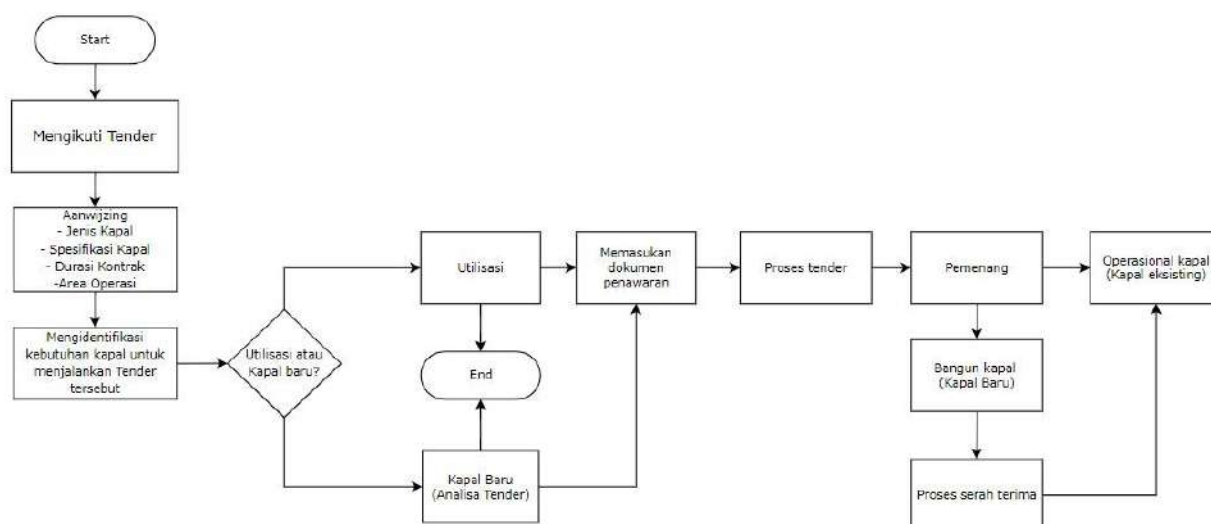 Start
Mengikuti Tender
Aanwijzing
- Jenis Kapal
- Spesifikasi Kapal
- Durasi Kontrak
-Area Operasi
Mengidentifikasi
kebutuhan kapal untuk
menjalankan Tender
tersebut
Utilisasi atau
Kapal baru?
Utilisasi
End
Kapal Baru
(Analisa Tender)
Memasukan
dokumen
penawaran
Proses tender
Pemenang
Bangun kapal
(Kapal Baru)
Proses serah terima
Operasional kapal
(Kapal eksisting)